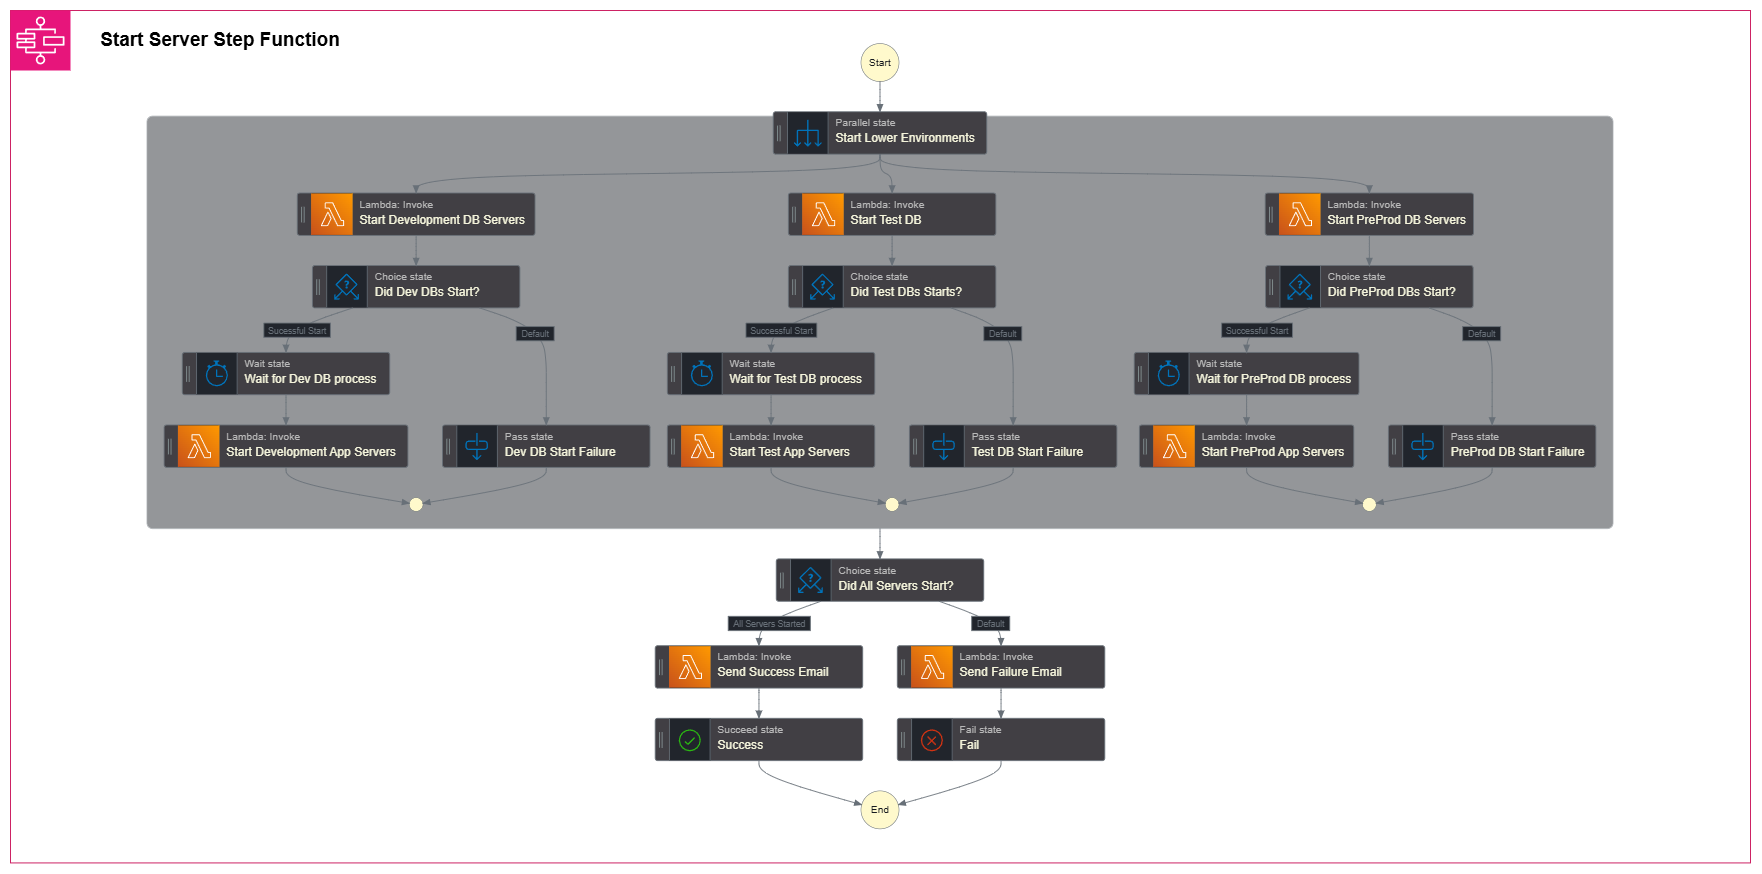 Start Server Step Function
Start
Parallel state
Start Lower Environments
Lambda: Invoke
Start Development DB Servers
Lambda: Invoke
Start Test DB
Lambda: Invoke
Start PreProd DB Servers
Choice state
Did Dev DBs Start?
Choice state
Did Test DBs Starts?
Choice state
Did PreProd DBs Start?
Sucessful Start
Default
Successful Start
Default
Successful Start
Default
Wait state
Wait for Dev DB process
Wait state
Wait for Test DB process
Wait state
Wait for PreProd DB process
Lambda: Invoke
Start Development App Servers
Pass state
Dev DB Start Failure
Lambda: Invoke
Start Test App Servers
Pass state
Test DB Start Failure
Lambda: Invoke
Start PreProd App Servers
Pass state
PreProd DB Start Failure
Choice state
Did All Servers Start?
All Servers Started
Default
Lambda: Invoke
Send Success Email
Lambda: Invoke
Send Failure Email
Succeed state
Success
Fail state
Fail
End